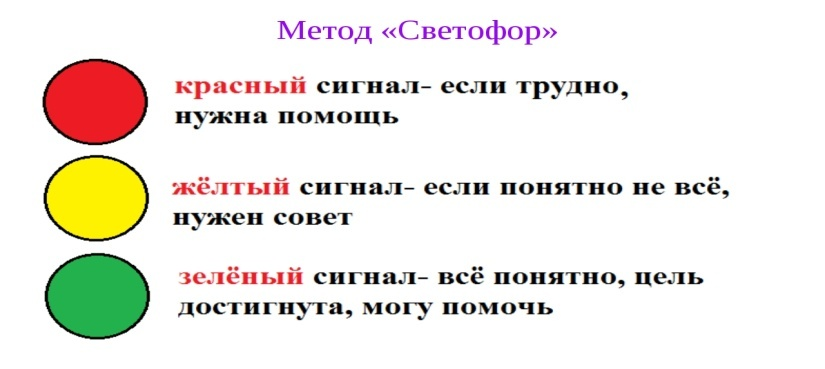 Метод «Светофор»
красный сигнал- если трудно,
нужна помощь
жёлтый сигнал- если понятно не всё,
нужен совет
зелёный сигнал- всё понятно, цель
достигнута, могу помочь